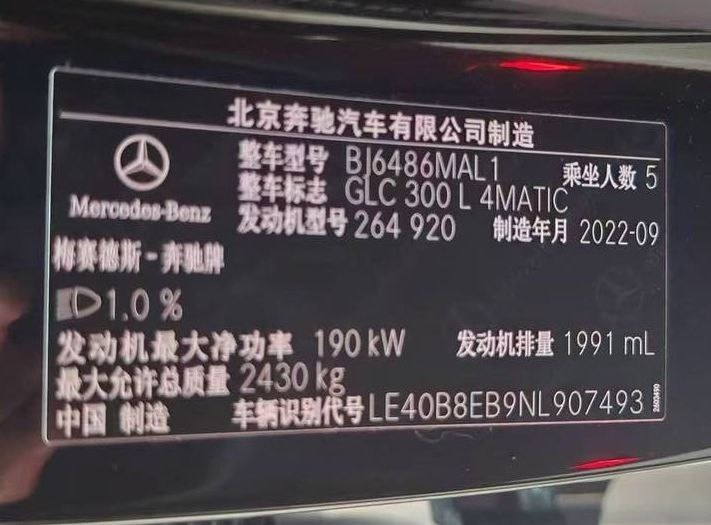 北京奔驰汽车有限公司制造
Mercedes-Benz
整车型号 BJ6486MAL1 乘坐人数 5
整车标志 GLC 300 L 4MATIC
发动机型号 264 920 制造年月 2022-09
梅赛德斯-奔驰牌
1.0 %
发动机最大净功率 190 kW 发动机排量 1991 mL
最大允许总质量 2430 kg
中国 制造 车辆识别代号 LE40B8EB9NL907493